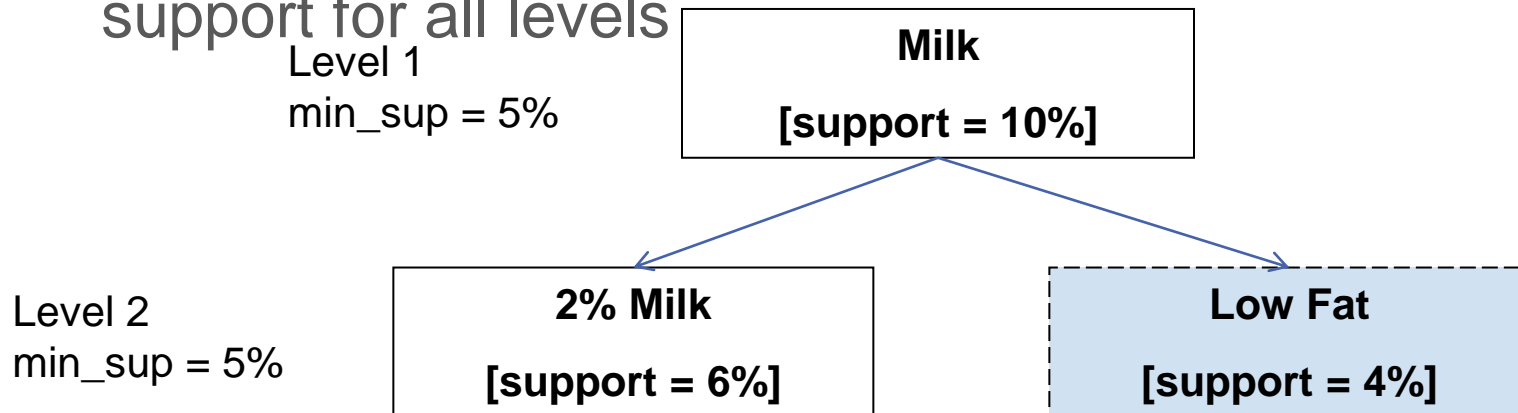 support for all levels
Level 1
min_sup = 5%
Milk
[support = 10%]
Level 2
min_sup = 5%
2% Milk
[support = 6%]
Low Fat
[support = 4%]